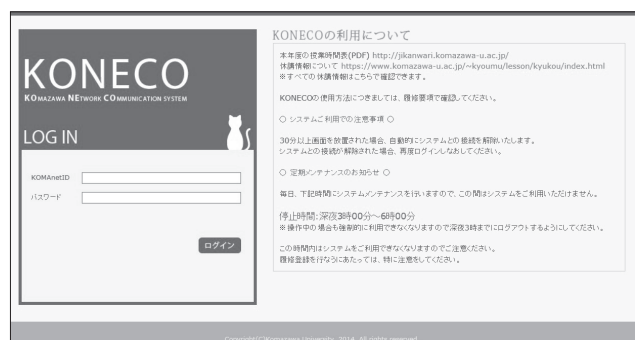 KONECO
KOMAZAWA NETWORK COMMUNICATION SYSTEM
LOG IN
KOMAnetID
パスワード
ログイン
KONECOの利用について
本年度の授業時間表(PDF) http://jikanwari.komazawa-u.ac.jp/
休講情報について https://www.komazawa-u.ac.jp/~kyoumu/lesson/kyukou/index.html
※すべての休講情報はこちらで確認できます。
KONECOの使用方法につきましては、履修要項で確認してください。
○ システムご利用での注意事項 ○
30分以上画面を放置された場合、自動的にシステムとの接続を解除いたします。
システムとの接続が解除された場合、再度ログインしなおしてください。
○ 定期メンテナンスのお知らせ ○
毎日、下記時間にシステムメンテナンスを行いますので、この間はシステムをご利用いただけません。
停止時間:深夜3時00分～6時00分
※操作中の場合も強制的に利用できなくなりますので深夜3時までにログアウトするようにしてください。
この時間内はシステムをご利用できなくなりますのでご注意ください。
履修登録を行なうにあたっては、特に注意をしてください。
Copyright(C)Komazawa University, 2014. All rights reserved.